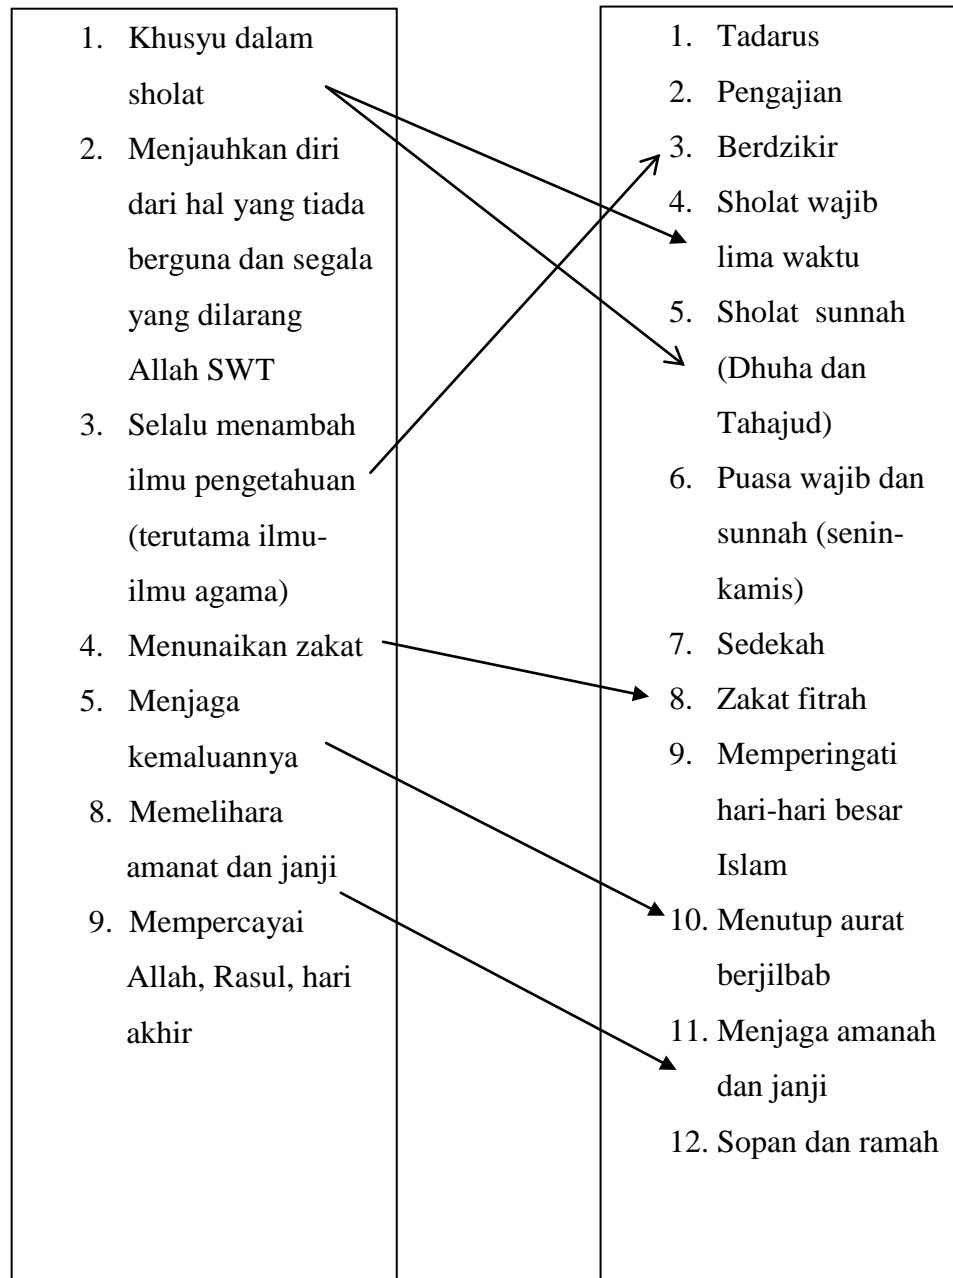 1. Khusyu dalam
sholat
2. Menjauhkan diri
dari hal yang tiada
berguna dan segala
yang dilarang
Allah SWT
3. Selalu menambah
ilmu pengetahuan
(terutama ilmu-
ilmu agama)
4. Menunaikan zakat
5. Menjaga
kemaluannya
8. Memelihara
amanat dan janji
9. Mempercayai
Allah, Rasul, hari
akhir
1. Tadarus
2. Pengajian
3. Berdzikir
4. Sholat wajib
lima waktu
5. Sholat sunnah
(Dhuha dan
Tahajud)
6. Puasa wajib dan
sunnah (senin-
kamis)
7. Sedekah
8. Zakat fitrah
9. Memperingati
hari-hari besar
Islam
10. Menutup aurat
berjilbab
11. Menjaga amanah
dan janji
12. Sopan dan ramah